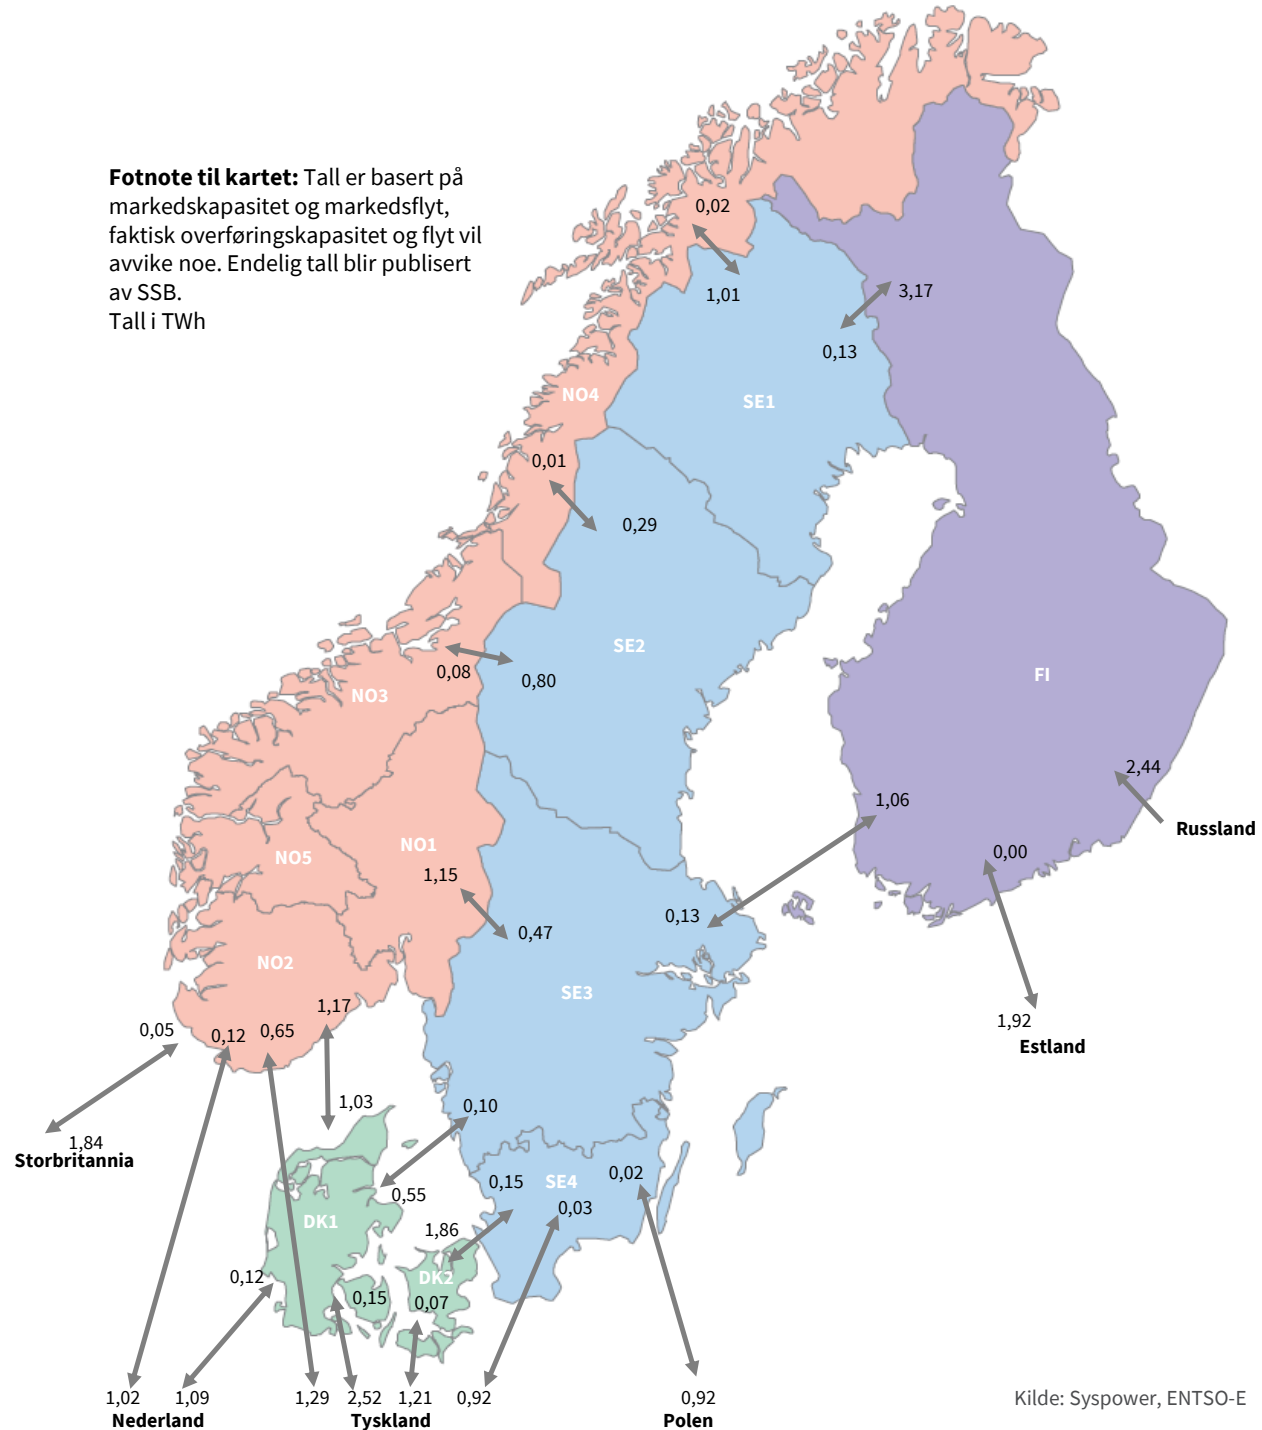 Fotnote til kartet: Tall er basert på
markedskapasitet og markedsflyt,
faktisk overføringskapasitet og flyt vil
avvike noe. Endelig tall blir publisert
av SSB.
Tall i TWh
0,02
1,01
3,17
0,13
NO4
SE1
0,01
0,29
SE2
0,08
0,80
NO3
FI
2,44
Russland
1,06
0,00
NO1
NO5
1,15
0,13
0,47
NO2
SE3
1,17
0,05
0,12
0,65
1,92
Estland
1,03
0,10
1,84
Storbritannia
0,15
SE4
0,02
0,55
0,03
DK1
1,86
0,12
DK2
0,15
0,07
1,02
1,09
1,29
2,52
1,21
0,92
0,92
Nederland
Tyskland
Polen
Kilde: Syspower, ENTSO-E